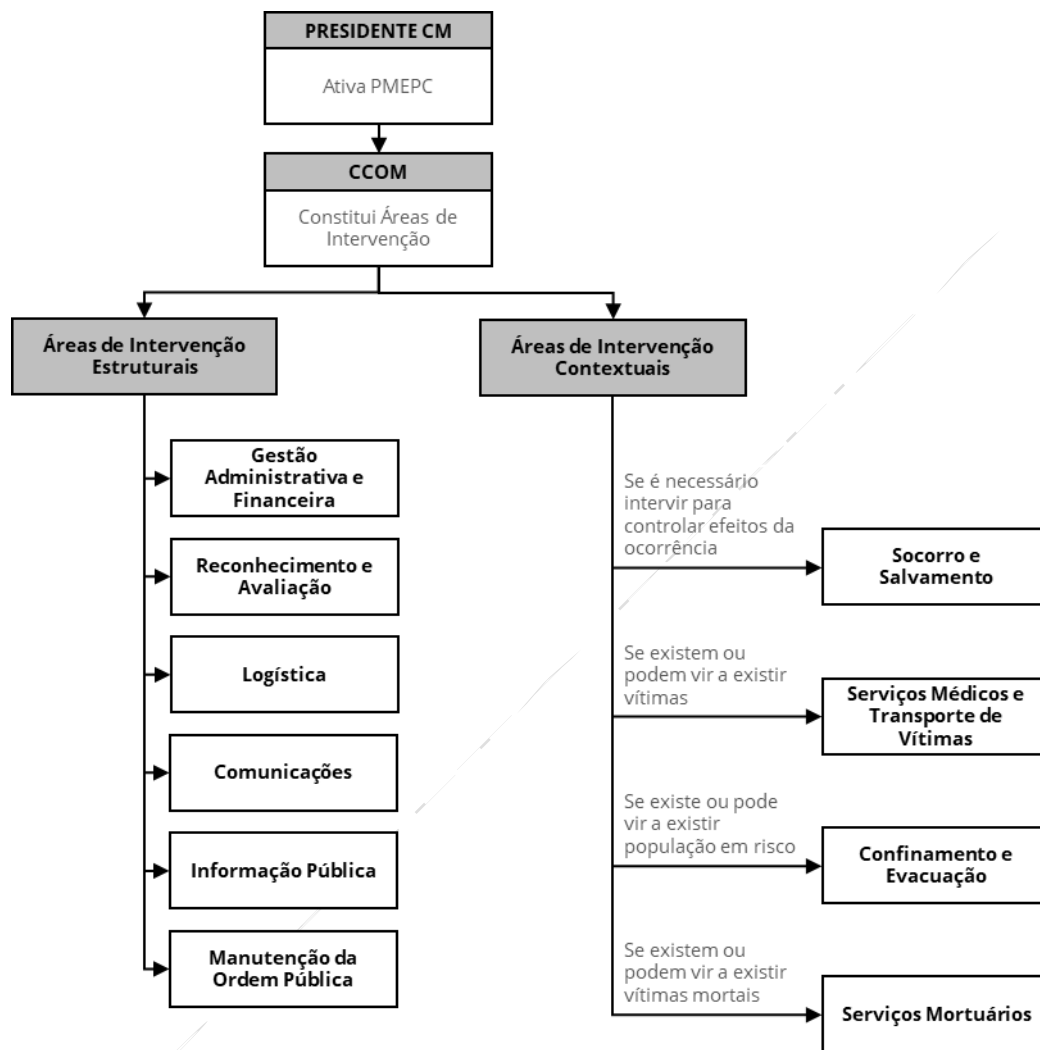 PRESIDENTE CM
Ativa PMEPC
CCOM
Constitui Áreas de
Intervenção
Áreas de Intervenção
Estruturais
Gestão
Administrativa e
Financeira
Reconhecimento e
Avaliação
Logística
Comunicações
Informação Pública
Manutenção da
Ordem Pública
Áreas de Intervenção
Contextuais
Se é necessário
intervir para
controlar efeitos da
ocorrência
Socorro e
Salvamento
Se existem ou
podem vir a existir
vítimas
Serviços Médicos e
Transporte de
Vítimas
Se existe ou pode
vir a existir
população em risco
Confinamento e
Evacuação
Se existem ou
podem vir a existir
vítimas mortais
Serviços Mortuários